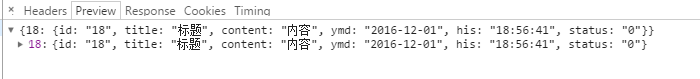 × Headers Preview Response Cookies Timing
▼ {18: {id: "18", title: "标题", content: "内容", ymd: "2016-12-01", his: "18:56:41", status: "0"}}
▶ 18: {id: "18", title: "标题", content: "内容", ymd: "2016-12-01", his: "18:56:41", status: "0"}